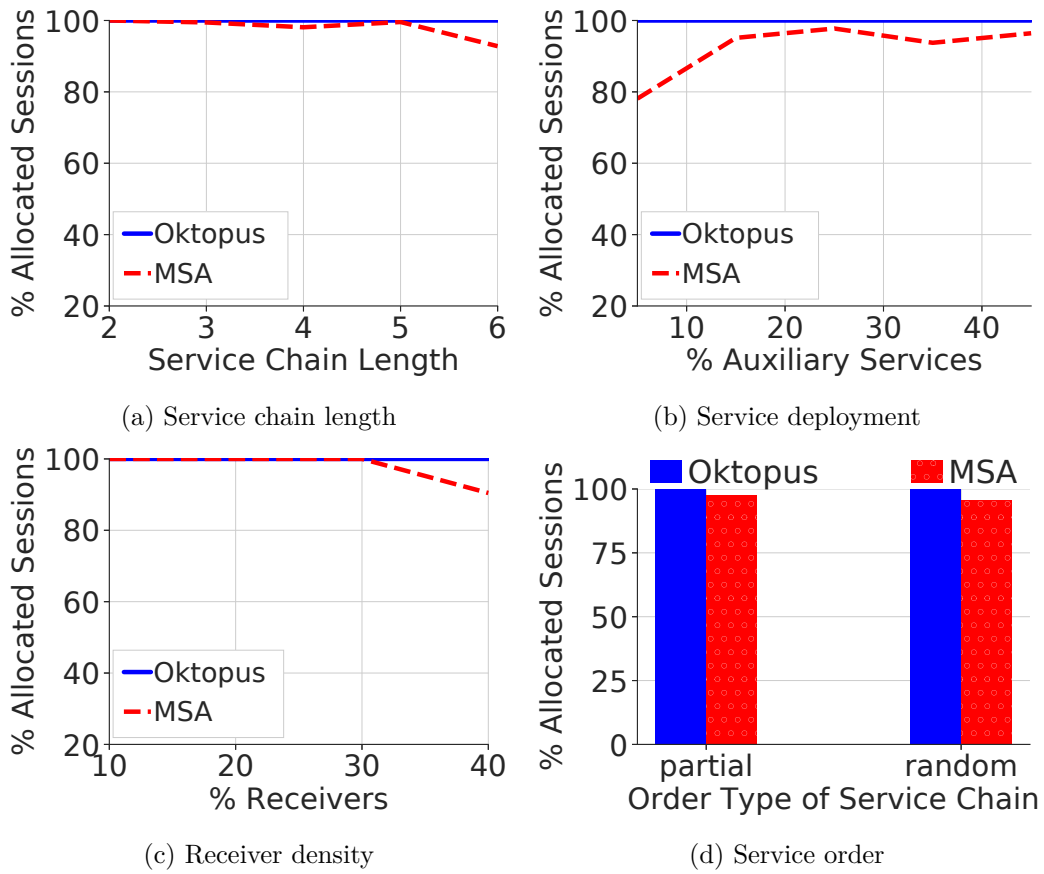 % Allocated Sessions
100
80
60
40
20
Oktopus
MSA
2 3 4 5 6
Service Chain Length
(a) Service chain length
% Allocated Sessions
100
80
60
40
20
Oktopus
MSA
10 20 30 40
% Auxiliary Services
(b) Service deployment
% Allocated Sessions
100
80
60
40
20
Oktopus
MSA
10 20 30 40
% Receivers
(c) Receiver density
Oktopus MSA
% Allocated Sessions
100
75
50
25
0
partial random
Order Type of Service Chain
(d) Service order